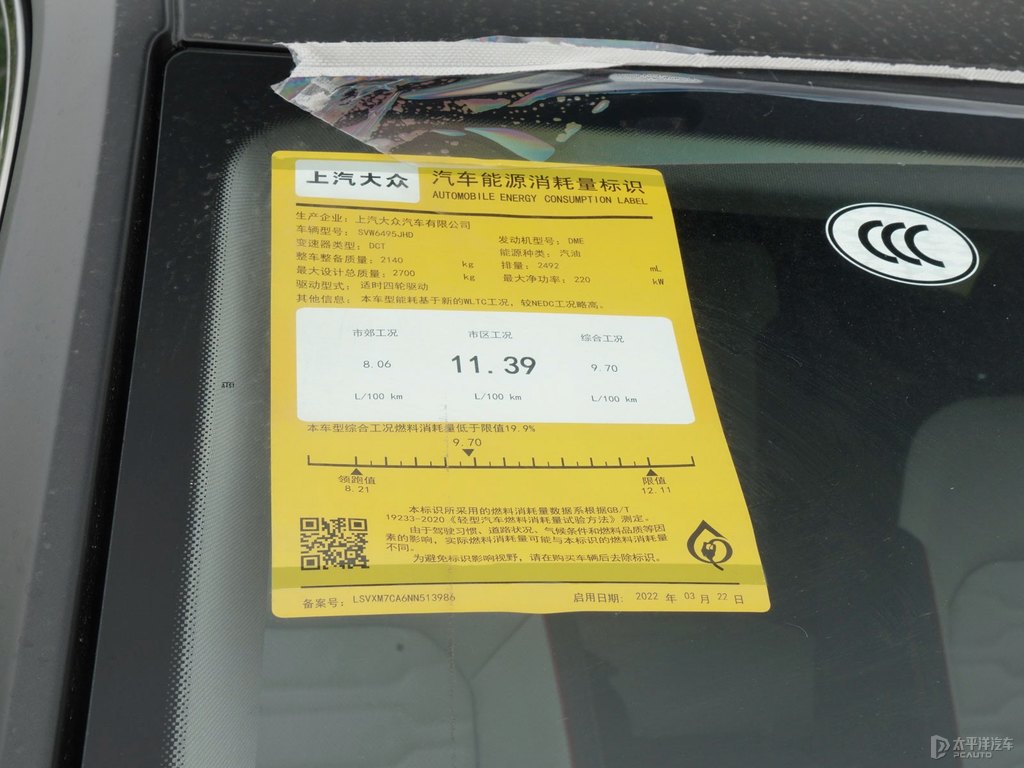 上汽大众
汽车能源消耗量标识
AUTOMOBILE ENERGY CONSUMPTION LABEL
生产企业：上汽大众汽车有限公司
车辆型号：SVW6495JHD
发动机型号：DME
变速器类型：DCT
能源种类：汽油
整车整备质量：2140 kg
排量：2492 mL
最大设计总质量：2700 kg
最大净功率：220 kW
驱动型式：适时四轮驱动
其他信息：本车型能耗基于新的WLTC工况，较NEDC工况略高。
市郊工况 市区工况 综合工况
8.06 11.39 9.70
L/100 km L/100 km L/100 km
本车型综合工况燃料消耗量低于限值19.9%
9.70
领跑值 限值
8.21 12.11
本标识所采用的燃料消耗量数据系根据GB/T
19233-2020《轻型汽车燃料消耗量试验方法》测定。
由于驾驶习惯、道路状况、气候条件和燃料品质等因
素的影响，实际燃料消耗量可能与本标识的燃料消耗量
不同。
为避免标识影响视野，请在购买车辆后去除标识。
备案号：LSVXM7CA6NN513986
启用日期：2022 年 03 月 22 日
CCC
太平洋汽车
PCAUTO